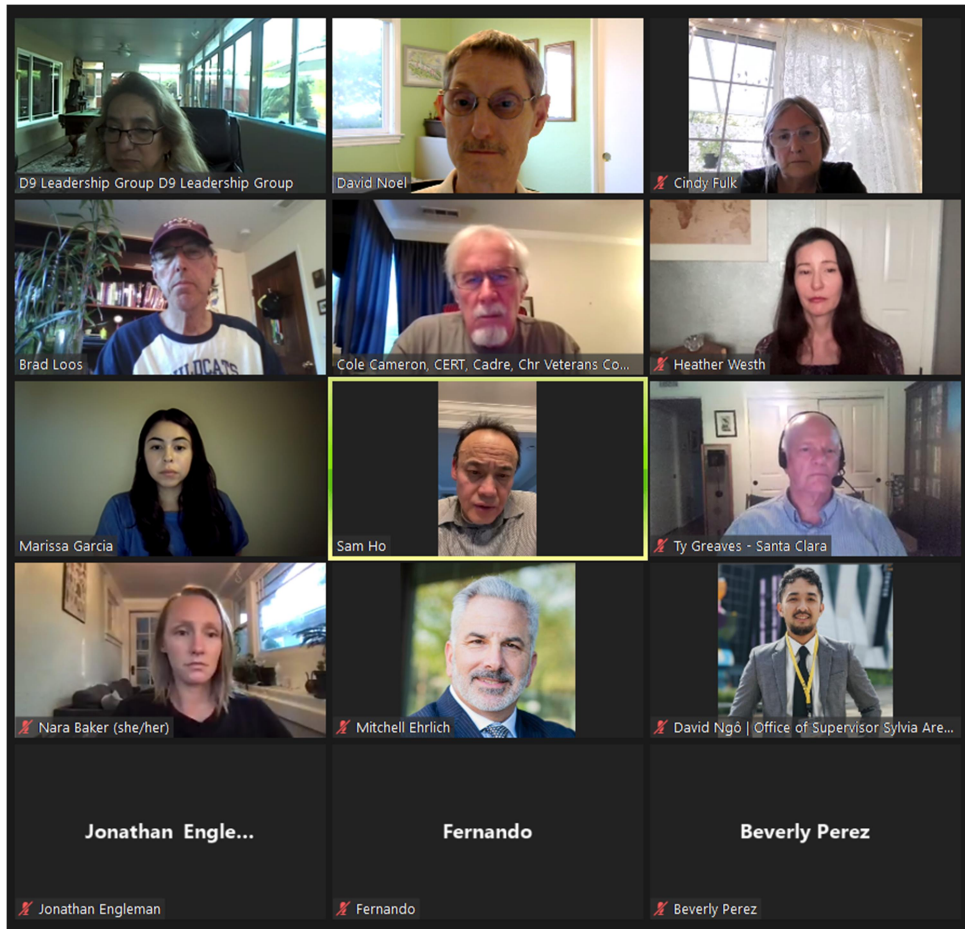 D9 Leadership Group D9 Leadership Group
David Noel
Cindy Fulk
Brad Loos
WILDCATS
Cole Cameron, CERT, Cadre, Chr Veterans Co...
Heather Westh
Marissa Garcia
Sam Ho
Ty Greaves - Santa Clara
Nara Baker (she/her)
Mitchell Ehrlich
David Ngô | Office of Supervisor Sylvia Are...
Jonathan Engle...
Fernando
Beverly Perez
Jonathan Engleman
Fernando
Beverly Perez